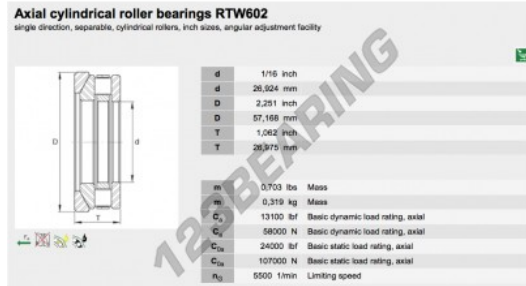 Axial cylindrical roller bearings RTW602
single direction, separable, cylindrical rollers, inch sizes, angular adjustment facility
d 1/16 inch
d 26,924 mm
D 2,251 inch
D 57,168 mm
T 1,062 inch
T 26,975 mm
D
d
T
m 0,703 lbs Mass
m 0,319 kg Mass
Ca 13100 lbf Basic dynamic load rating, axial
Ca 58000 N Basic dynamic load rating, axial
C0a 24000 lbf Basic static load rating, axial
C0a 107000 N Basic static load rating, axial
nG 5500 1/min Limiting speed
123BEARING